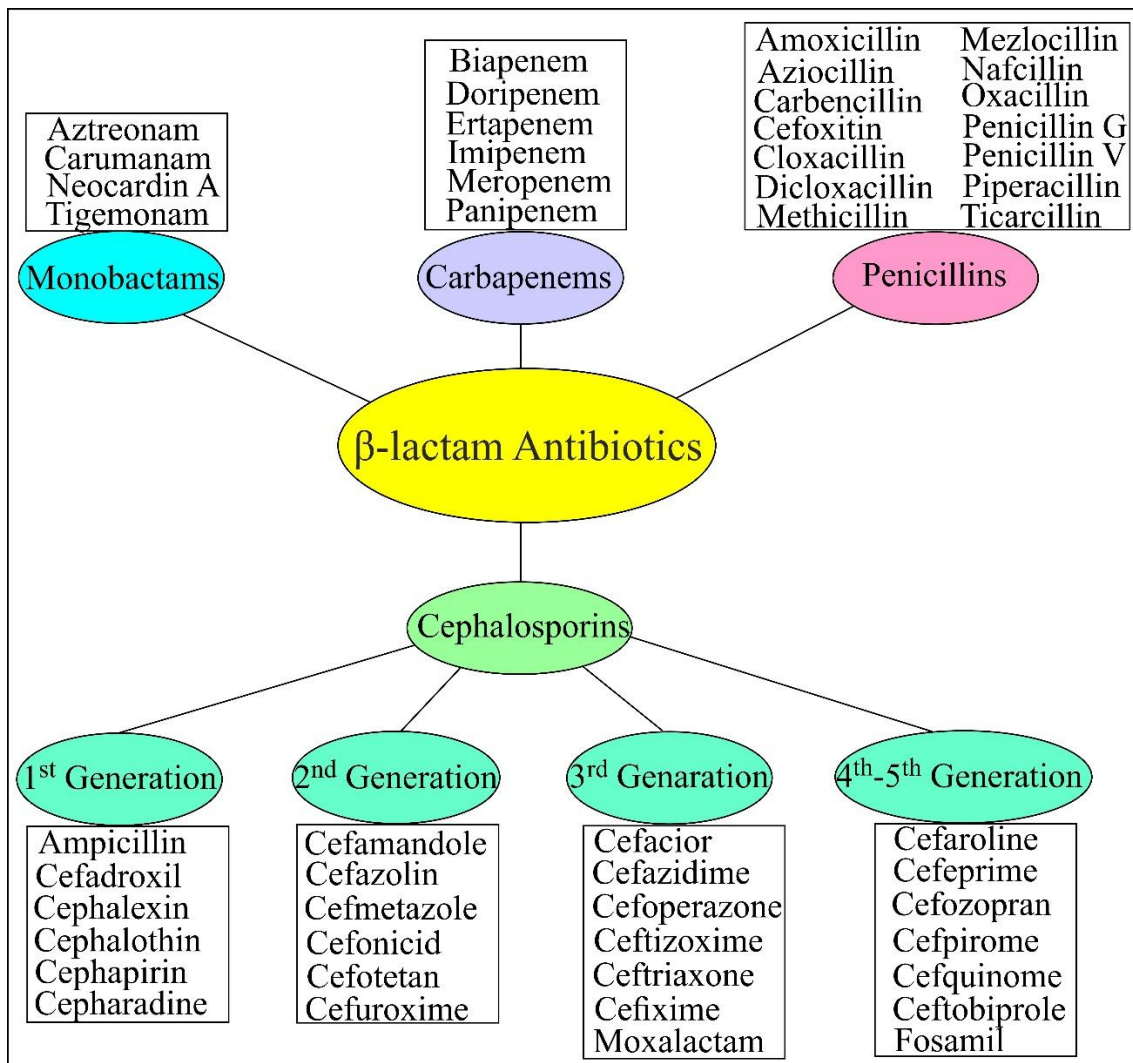 Aztreonam
Carumanam
Neocardin A
Tigemonam
Monobactams
Biapenem
Doripenem
Ertapenem
Imipenem
Meropenem
Panipenem
Carbapenems
Amoxicillin Mezlocillin
Aziocillin Nafcillin
Carbencillin Oxacillin
Cefoxitin Penicillin G
Cloxacillin Penicillin V
Dicloxacillin Piperacillin
Methicillin Ticarcillin
Penicillins
β-lactam Antibiotics
Cephalosporins
1st Generation
Ampicillin
Cefadroxil
Cephalexin
Cephalothin
Cephapirin
Cepharadine
2nd Generation
Cefamandole
Cefazolin
Cefmetazole
Cefonicid
Cefotetan
Cefuroxime
3rd Genaration
Cefacior
Cefazidime
Cefoperazone
Ceftizoxime
Ceftriaxone
Cefixime
Moxalactam
4th-5th Generation
Cefaroline
Cefeprime
Cefozopran
Cefpirome
Cefquinome
Ceftobiprole
Fosamil